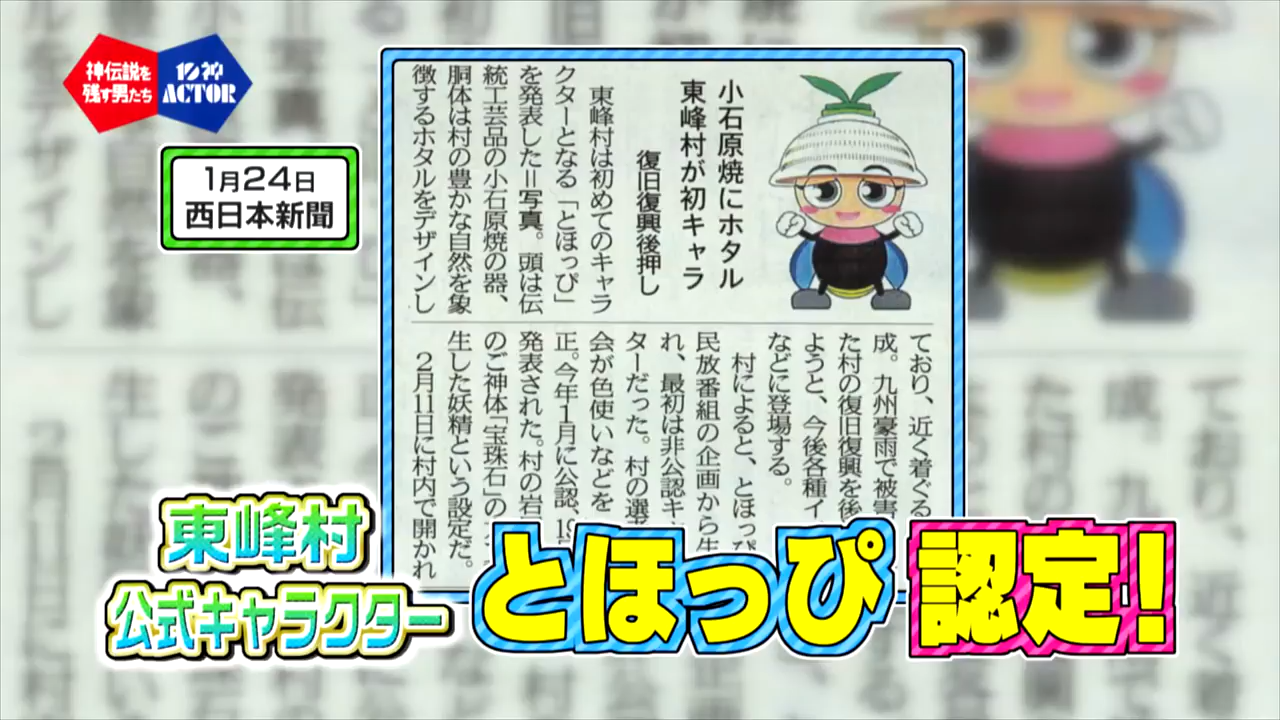 神伝説を
残す男たち
10神
ACTOR
1月24日
西日本新聞
小石原焼にホタル
東峰村が初キャラ
復旧復興後押し
東峰村は初めてのキャラ
クターとなる「とほっぴ」
を発表した＝写真。頭は伝
統工芸品の小石原焼の器、
胴体は村の豊かな自然を象
徴するホタルをデザインし
ており、近く着ぐる
成。九州豪雨で被害
た村の復旧復興を後
ようと、今後各種イ
などに登場する。
村によると、とほっぴ
民放番組の企画から生
れ、最初は非公認キャ
ターだった。村の選
会が色使いなどを
正。今年1月に公認、19
発表された。村の岩
のご神体「宝珠石」の
生した妖精という設定だ。
2月11日に村内で開かれ
東峰村
公式キャラクター
とほっぴ 認定!